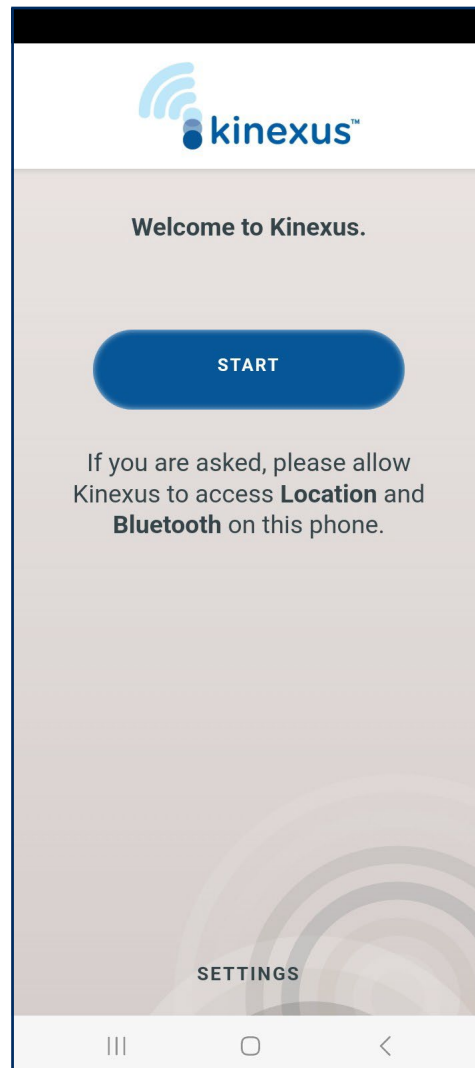 kinexus™
Welcome to Kinexus.
START
If you are asked, please allow
Kinexus to access Location and
Bluetooth on this phone.
SETTINGS